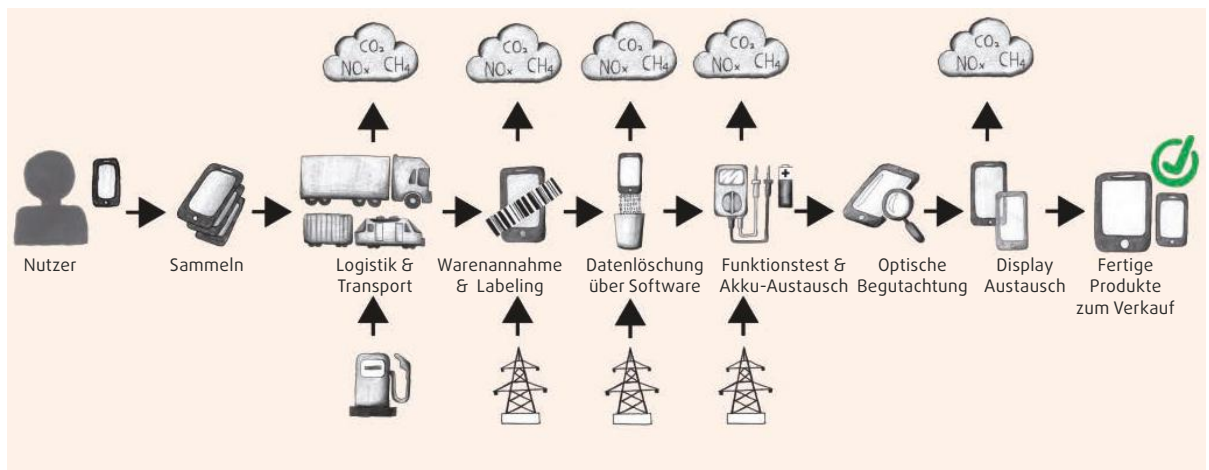 CO₂
NOₓ CH₄
CO₂
NOₓ CH₄
CO₂
NOₓ CH₄
CO₂
NOₓ CH₄
CO₂
NOₓ CH₄
Nutzer
Sammeln
Logistik &
Transport
Warenannahme
& Labeling
Datenlöschung
über Software
Funktionstest &
Akku-Austausch
Optische
Begutachtung
Display
Austausch
Fertige
Produkte
zum Verkauf